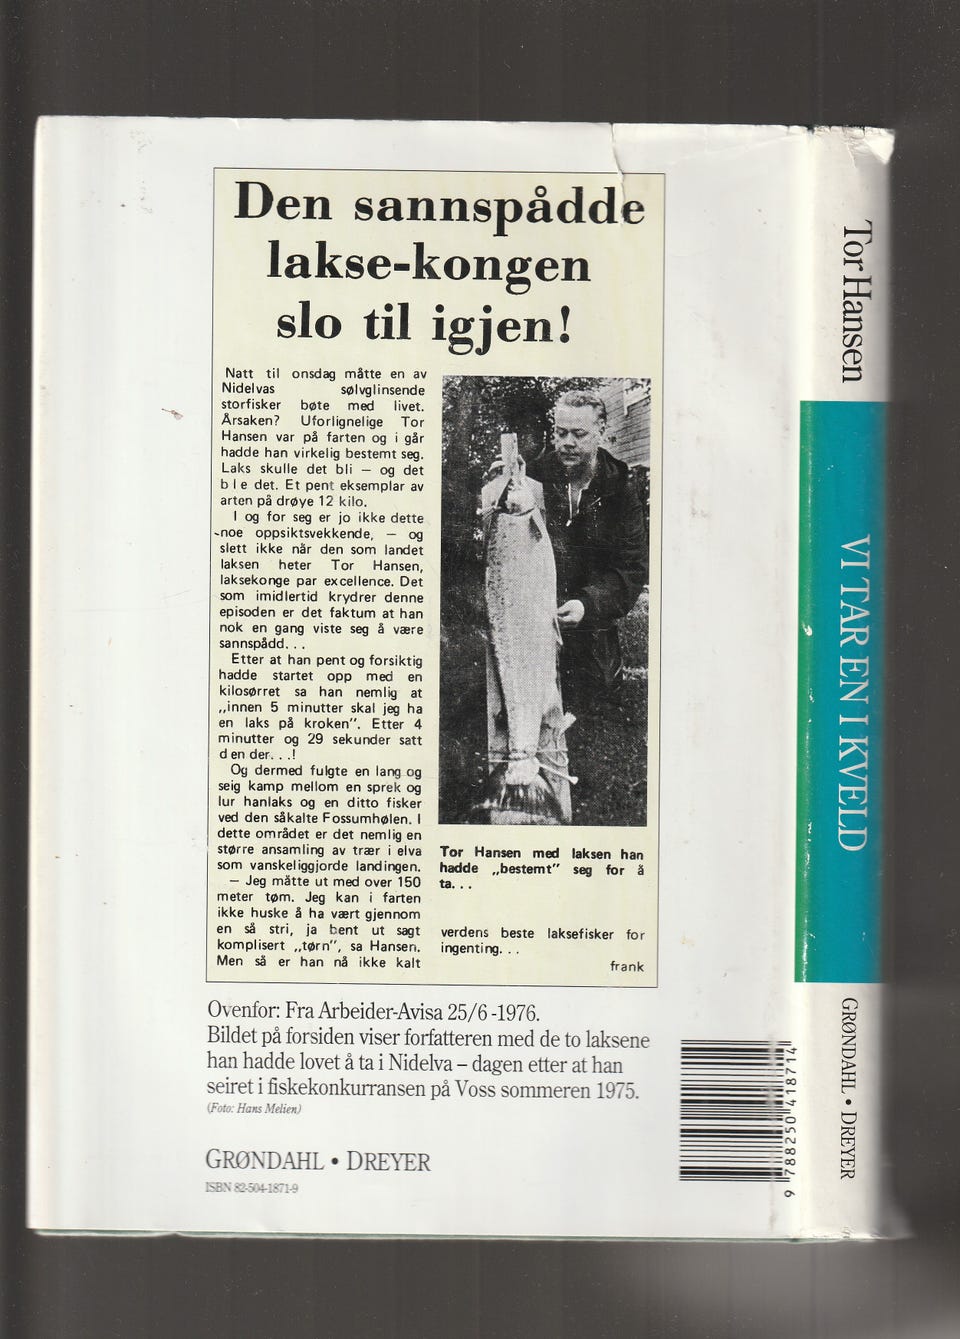 Den sannspådde
lakse-kongen
slo til igjen!
Natt til onsdag måtte en av
Nidelvas sølvglinsende
storfisker bøte med livet.
Årsaken? Uforlignelige Tor
Hansen var på farten og i går
hadde han virkelig bestemt seg.
Laks skulle det bli – og det
b l e det. Et pent eksemplar av
arten på drøye 12 kilo.
I og for seg er jo ikke dette
noe oppsiktsvekkende, – og
slett ikke når den som landet
laksen heter Tor Hansen,
laksekonge par excellence. Det
som imidlertid krydrer denne
episoden er det faktum at han
nok en gang viste seg å være
sannspådd...
Etter at han pent og forsiktig
hadde startet opp med en
kilosørret sa han nemlig at
„innen 5 minutter skal jeg ha
en laks på kroken”. Etter 4
minutter og 29 sekunder satt
d en der. . .!
Og dermed fulgte en lang og
seig kamp mellom en sprek og
lur hanlaks og en ditto fisker
ved den såkalte Fossumhølen. I
dette området er det nemlig en
større ansamling av trær i elva
som vanskeliggjorde landingen.
– Jeg måtte ut med over 150
meter tøm. Jeg kan i farten
ikke huske å ha vært gjennom
en så stri, ja bent ut sagt
komplisert „tørn”, sa Hansen.
Men så er han nå ikke kalt
Tor Hansen med laksen han
hadde „bestemt” seg for å
ta. . .
verdens beste laksefisker for
ingenting. . .
frank
Ovenfor: Fra Arbeider-Avisa 25/6 -1976.
Bildet på forsiden viser forfatteren med de to laksene
han hadde lovet å ta i Nidelva – dagen etter at han
seiret i fiskekonkurransen på Voss sommeren 1975.
(Foto: Hans Melien)
GRØNDAHL • DREYER
ISBN 82-504-1871-9
9 788250 418714
Tor Hansen
VI TAR EN I KVELD
GRØNDAHL • DREYER